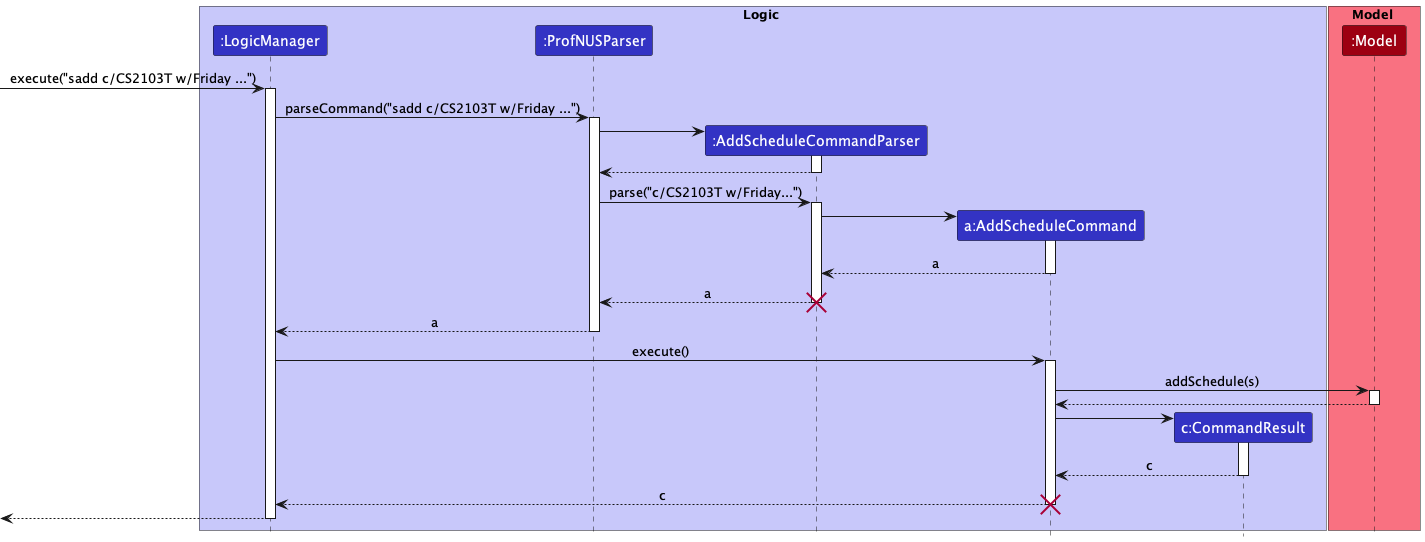 Logic
Model
:LogicManager
:ProfNUSParser
:Model
execute("sadd c/CS2103T w/Friday ...")
parseCommand("sadd c/CS2103T w/Friday ...")
:AddScheduleCommandParser
parse("c/CS2103T w/Friday...")
a:AddScheduleCommand
a
a
a
execute()
addSchedule(s)
c:CommandResult
c
c